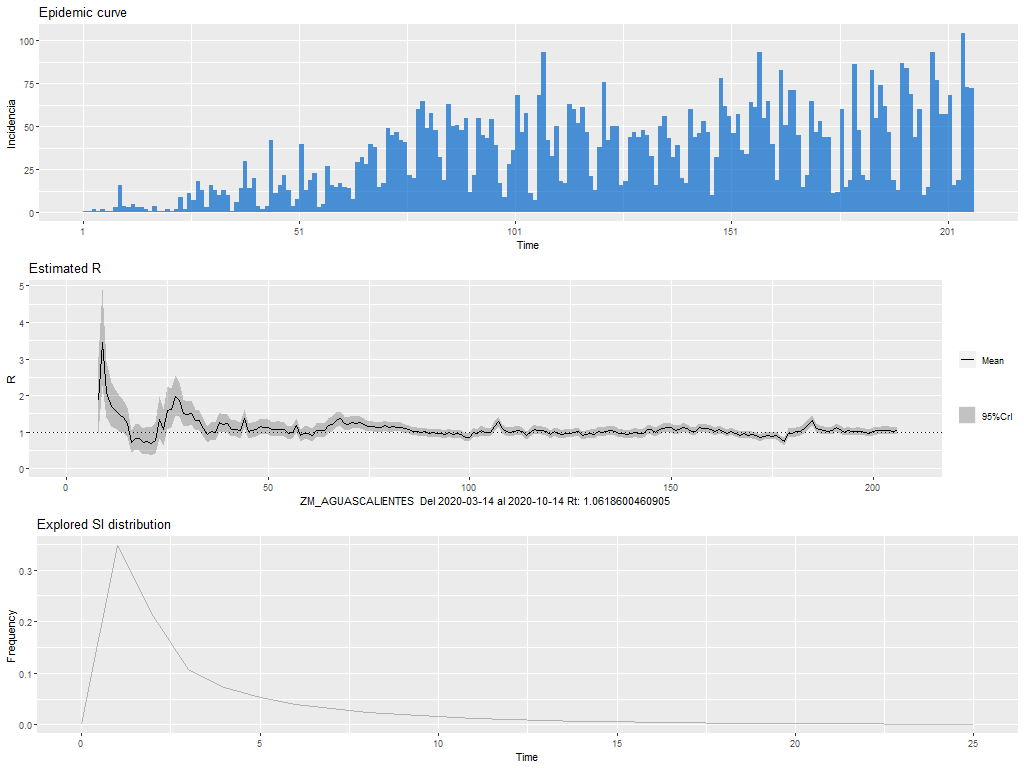 Epidemic curve
100
75
50
25
0
Incidencia
1 51 101 151 201
Time
Estimated R
5
4
3
2
1
0
R
Mean
95%CrI
0 50 100 150 200
ZM_AGUASCALIENTES Del 2020-03-14 al 2020-10-14 Rt: 1.0618600460905
Explored SI distribution
0.3
0.2
0.1
0.0
Frequency
0 5 10 15 20 25
Time